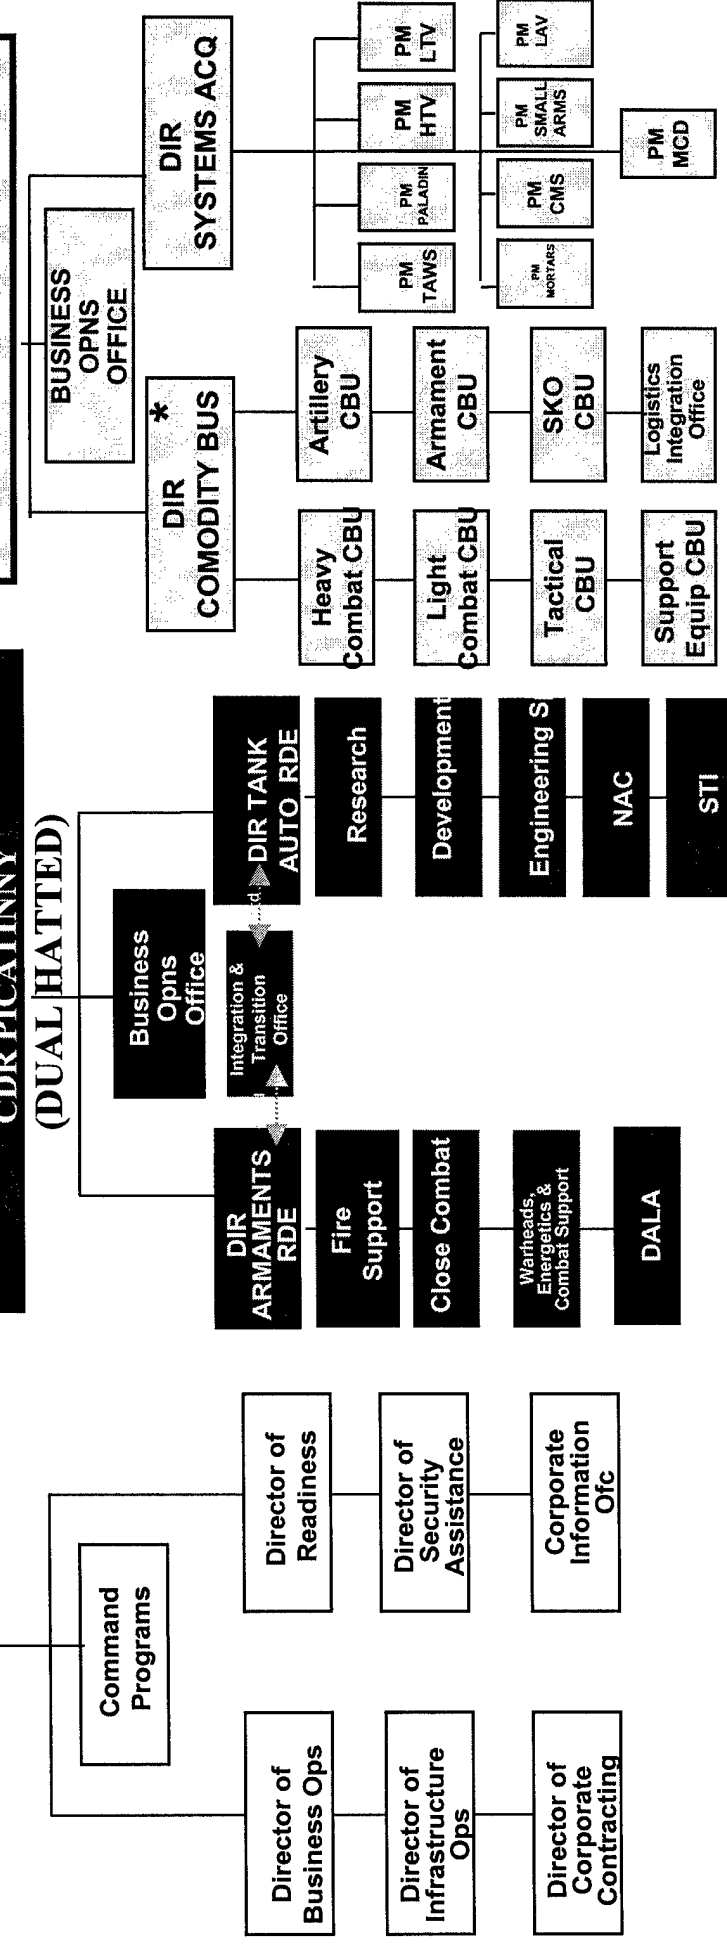 CDR PICATINNY
(DUAL HATTED)
Command
Programs
Director of
Business Ops
Director of
Infrastructure
Ops
Director of
Corporate
Contracting
Director of
Readiness
Director of
Security
Assistance
Corporate
Information
Ofc
Business
Opns
Office
DIR
ARMAMENTS
RDE
Integration &
Transition
Office
DIR TANK
AUTO RDE
Fire
Support
Close Combat
Warheads,
Energetics &
Combat Support
DALA
Research
Development
Engineering S
NAC
STI
BUSINESS
OPNS
OFFICE
DIR *
COMODITY BUS
Heavy
Combat CBU
Light
Combat CBU
Tactical
CBU
Support
Equip CBU
Artillery
CBU
Armament
CBU
SKO
CBU
Logistics
Integration
Office
DIR
SYSTEMS ACQ
PM
TAWS
PM
PALADIN
PM
HTV
PM
LTV
PM
MORTARS
PM
CMS
PM
SMALL
ARMS
PM
LAV
PM
MCD